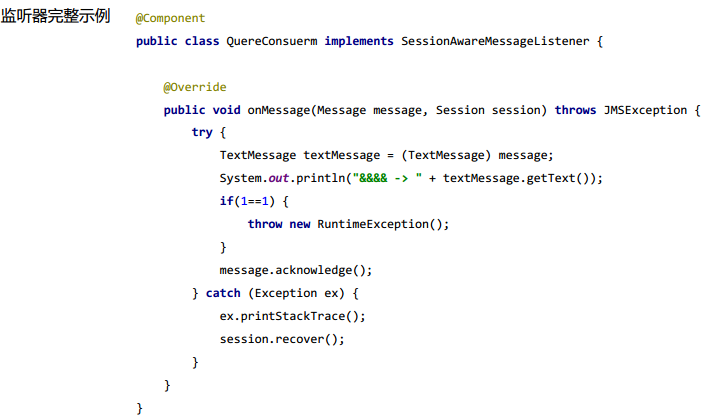 监听器完整示例
@Component
public class QuereConsuerm implements SessionAwareMessageListener {
@Override
public void onMessage(Message message, Session session) throws JMSException {
try {
TextMessage textMessage = (TextMessage) message;
System.out.println("&&&& -> " + textMessage.getText());
if(1==1) {
throw new RuntimeException();
}
message.acknowledge();
} catch (Exception ex) {
ex.printStackTrace();
session.recover();
}
}
}